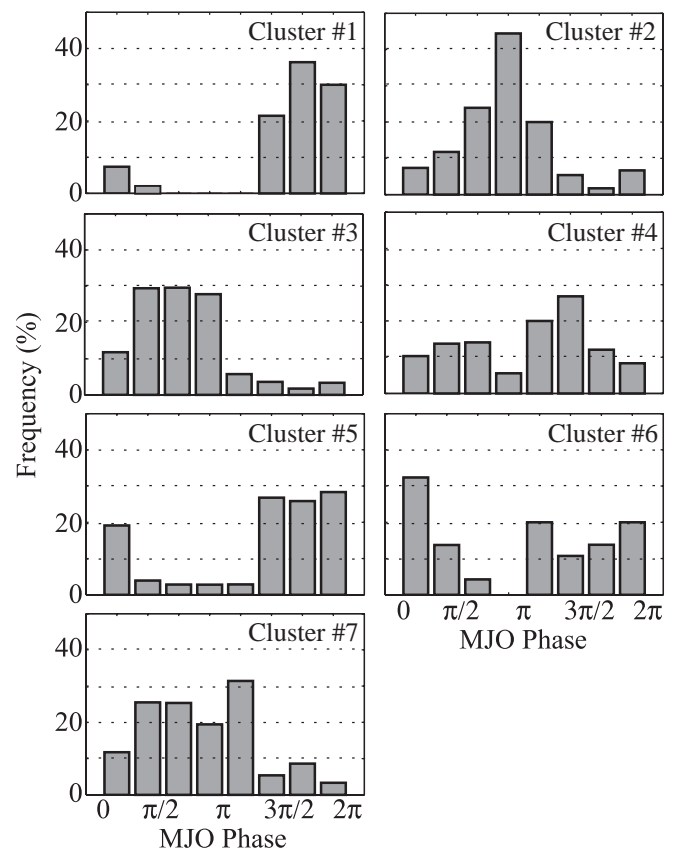 Cluster #1
Cluster #2
40
20
0
Cluster #3
Cluster #4
40
20
0
Frequency (%)
Cluster #5
Cluster #6
40
20
0
0 π/2 π 3π/2 2π
MJO Phase
Cluster #7
40
20
0
0 π/2 π 3π/2 2π
MJO Phase